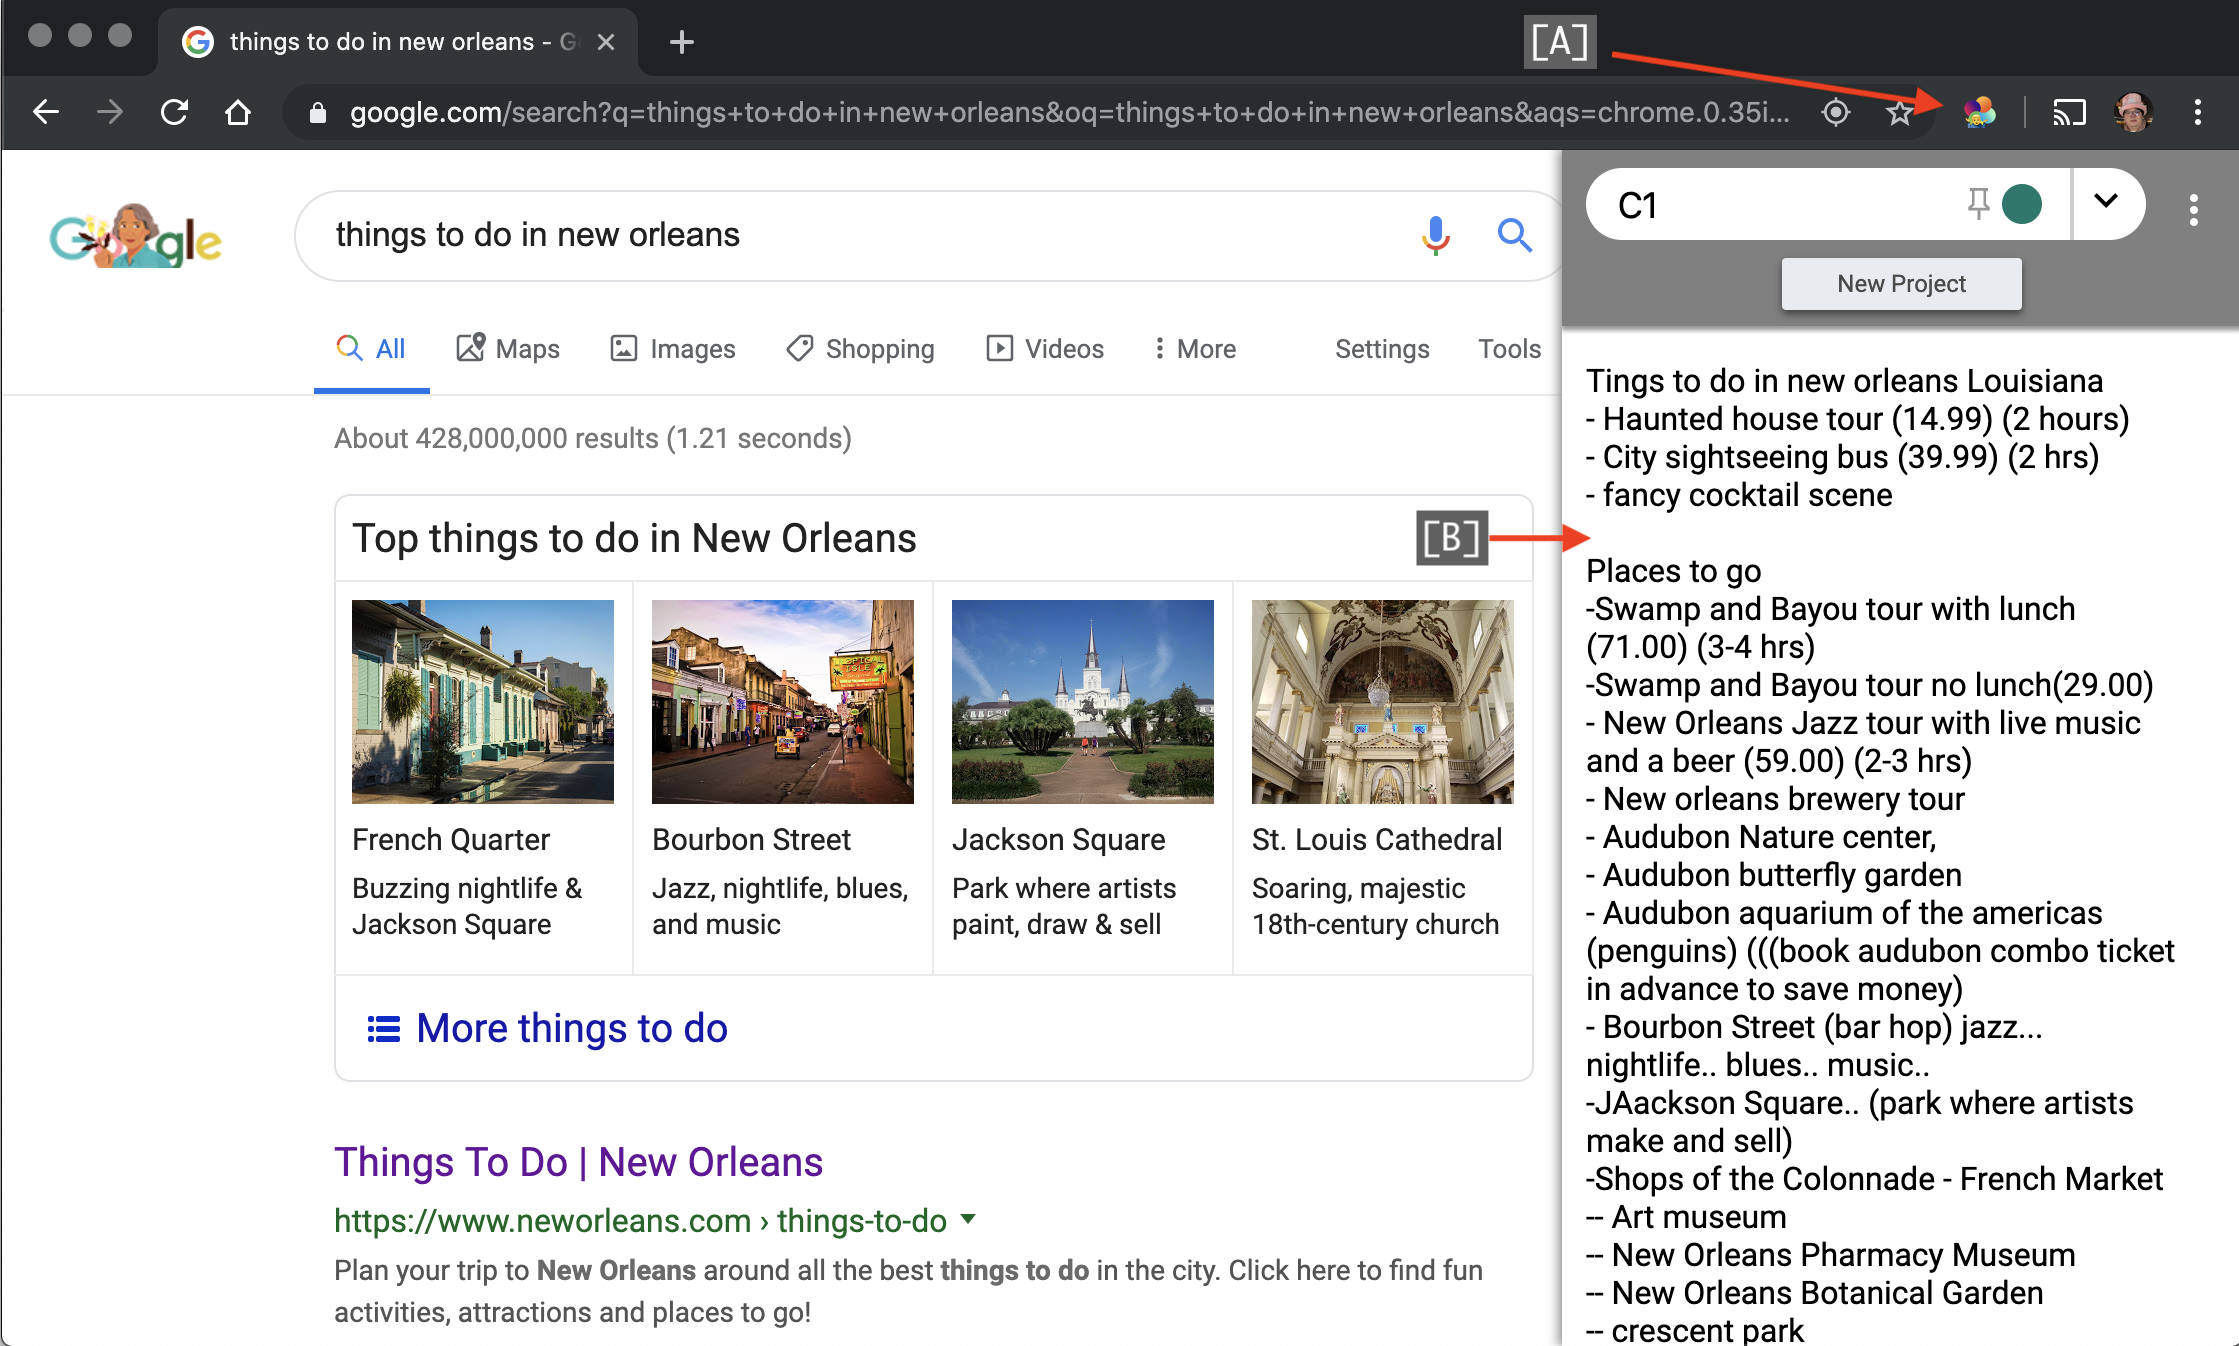 things to do in new orleans - G
[A]
google.com/search?q=things+to+do+in+new+orleans&oq=things+to+do+in+new+orleans&aqs=chrome.0.35i...
Google
things to do in new orleans
All
Maps
Images
Shopping
Videos
More
Settings
Tools
About 428,000,000 results (1.21 seconds)
Top things to do in New Orleans
[B]
TROPICAL
ISLE
French Quarter
Buzzing nightlife &
Jackson Square
Bourbon Street
Jazz, nightlife, blues,
and music
Jackson Square
Park where artists
paint, draw & sell
St. Louis Cathedral
Soaring, majestic
18th-century church
More things to do
Things To Do | New Orleans
https://www.neworleans.com › things-to-do
Plan your trip to New Orleans around all the best things to do in the city. Click here to find fun
activities, attractions and places to go!
C1
New Project
Tings to do in new orleans Louisiana
- Haunted house tour (14.99) (2 hours)
- City sightseeing bus (39.99) (2 hrs)
- fancy cocktail scene
Places to go
-Swamp and Bayou tour with lunch
(71.00) (3-4 hrs)
-Swamp and Bayou tour no lunch(29.00)
- New Orleans Jazz tour with live music
and a beer (59.00) (2-3 hrs)
- New orleans brewery tour
- Audubon Nature center,
- Audubon butterfly garden
- Audubon aquarium of the americas
(penguins) (((book audubon combo ticket
in advance to save money)
- Bourbon Street (bar hop) jazz...
nightlife.. blues.. music..
-JAackson Square.. (park where artists
make and sell)
-Shops of the Colonnade - French Market
-- Art museum
-- New Orleans Pharmacy Museum
-- New Orleans Botanical Garden
-- crescent park